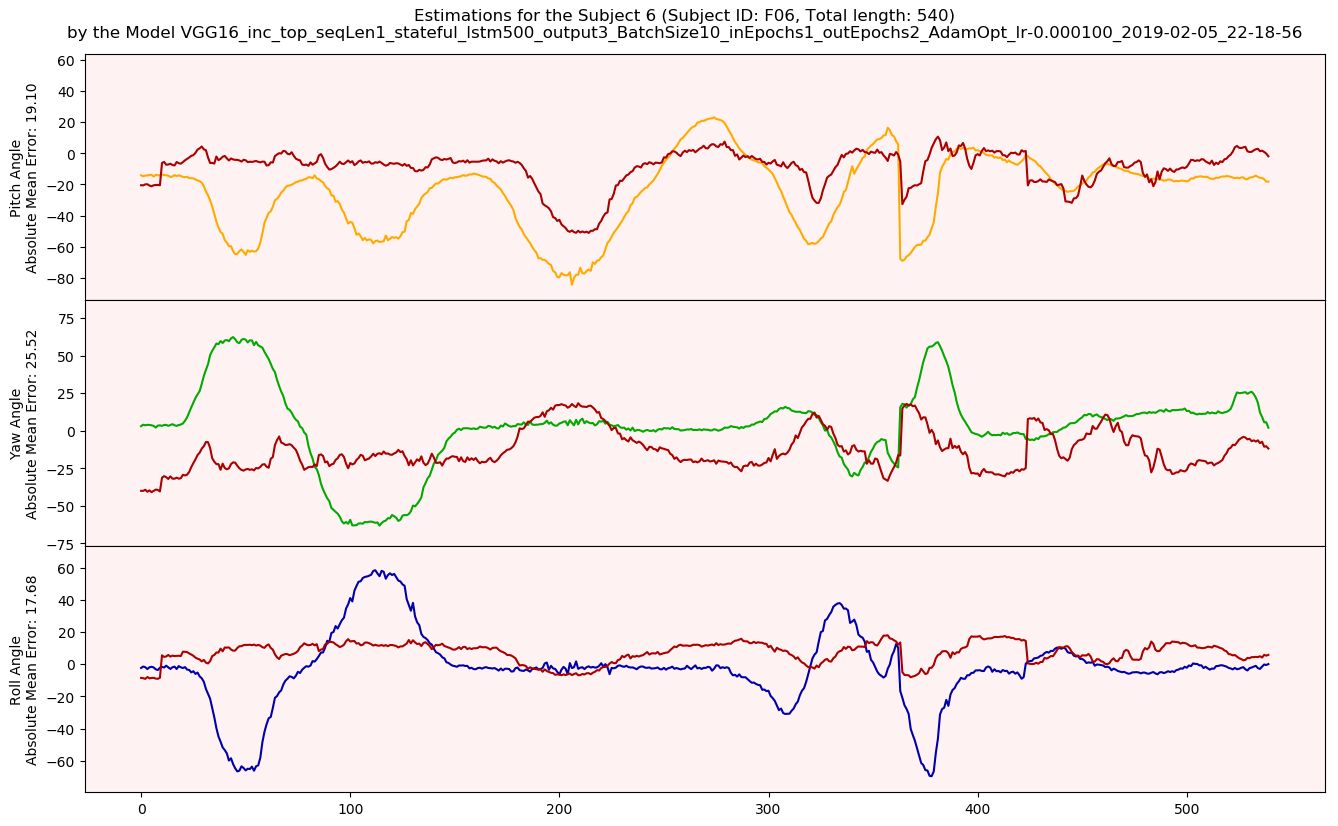 Estimations for the Subject 6 (Subject ID: F06, Total length: 540)
by the Model VGG16_inc_top_seqLen1_stateful_lstm500_output3_BatchSize10_inEpochs1_outEpochs2_AdamOpt_lr-0.000100_2019-02-05_22-18-56
Pitch Angle
Absolute Mean Error: 19.10
60
40
20
0
−20
−40
−60
−80
Yaw Angle
Absolute Mean Error: 25.52
75
50
25
0
−25
−50
−75
Roll Angle
Absolute Mean Error: 17.68
60
40
20
0
−20
−40
−60
0 100 200 300 400 500